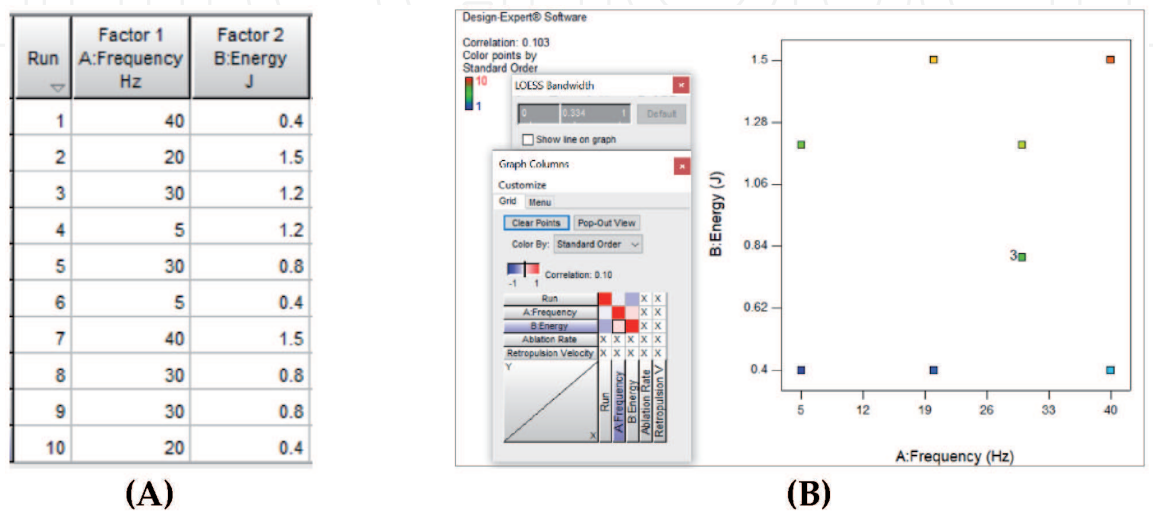 Run
Factor 1
A:Frequency
Hz
Factor 2
B:Energy
J
1 40 0.4
2 20 1.5
3 30 1.2
4 5 1.2
5 30 0.8
6 5 0.4
7 40 1.5
8 30 0.8
9 30 0.8
10 20 0.4
(A)
Design-Expert® Software
Correlation: 0.103
Color points by
Standard Order
10
1
LOESS Bandwidth
0 0.334 1 Default
Show line on graph
Graph Columns
Customize
Grid Menu
Clear Points Pop-Out View
Color By: Standard Order
-1 1
Correlation: 0.10
Run X X
A:Frequency X X
B:Energy X X
Ablation Rate X X X X X
Retropulsion Velocity X X X X X
Y
X
Run
A:Frequency
B:Energy
Ablation Rate
Retropulsion V
B:Energy (J)
1.5
1.28
1.06
0.84
0.62
0.4
3
5 12 19 26 33 40
A:Frequency (Hz)
(B)